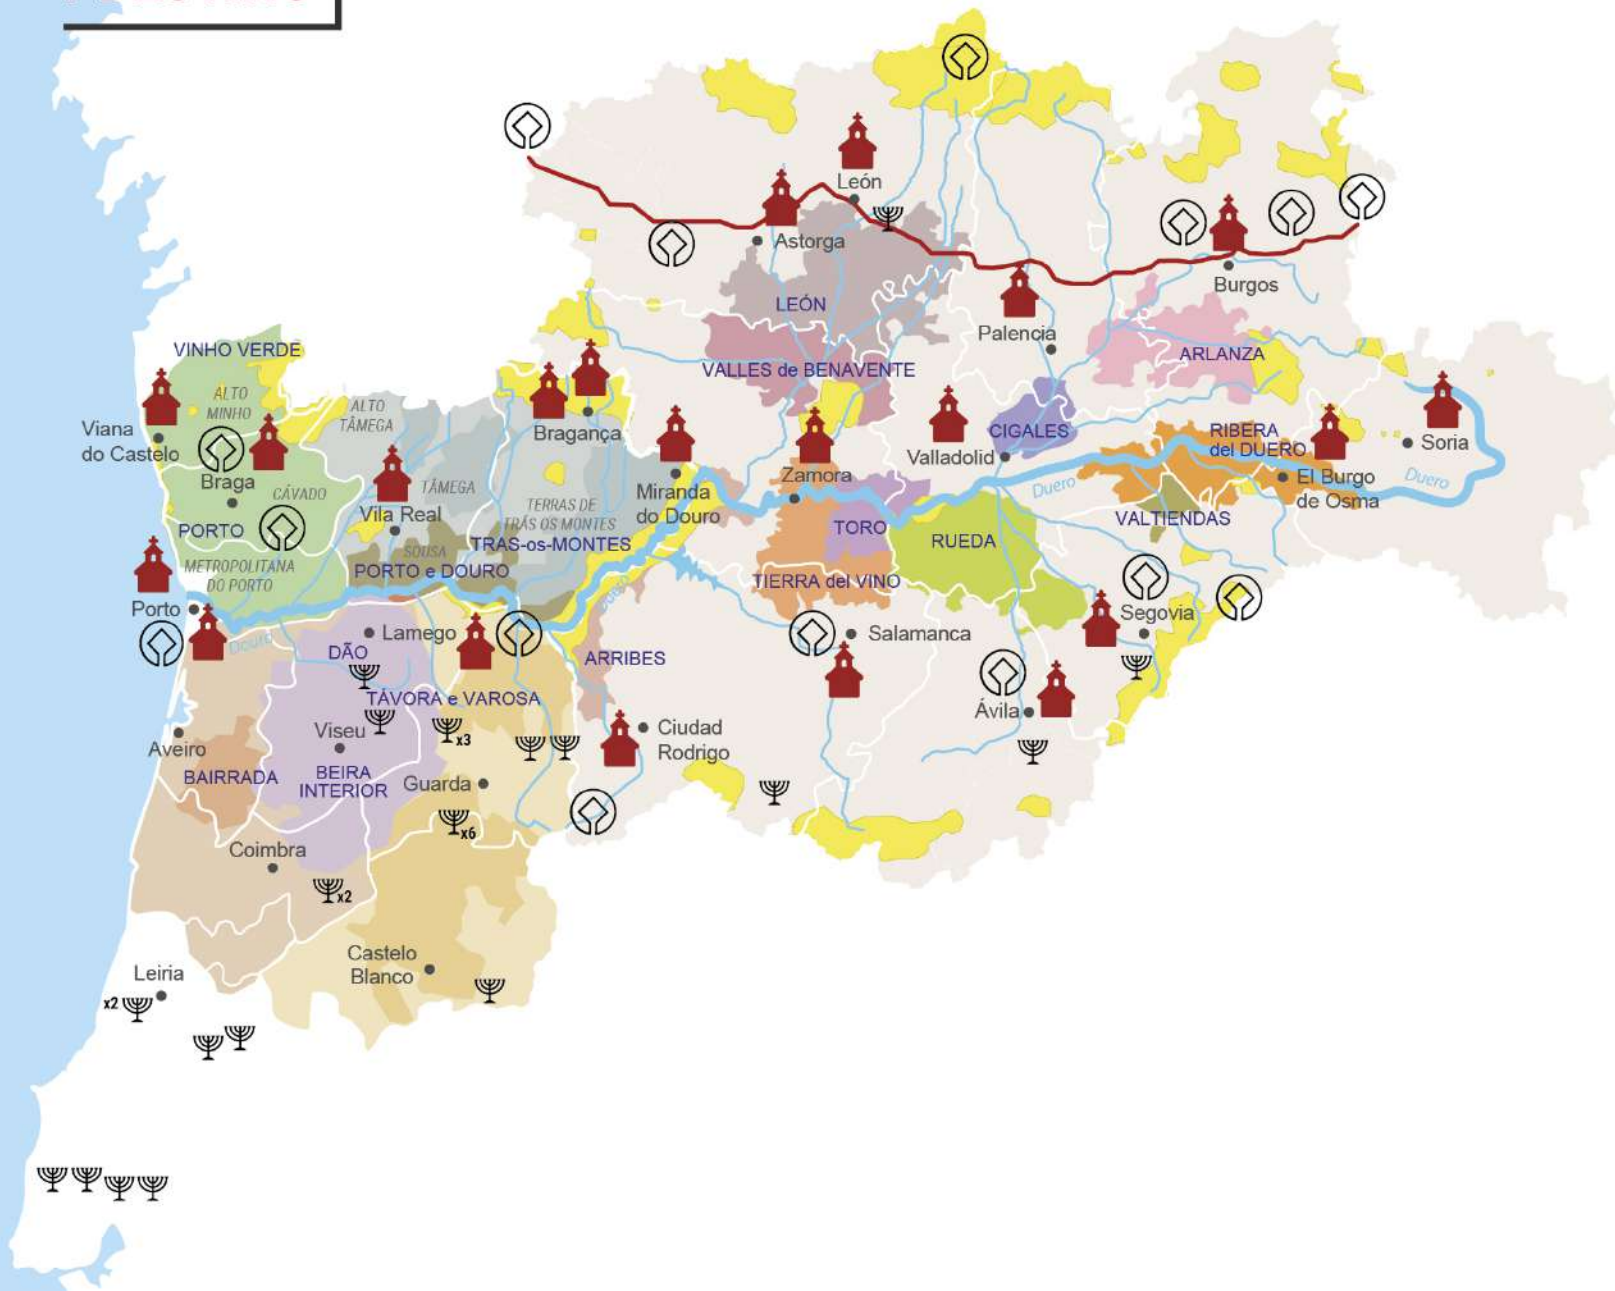 León
Astorga
LEÓN
Burgos
Palencia
ARLANZA
VINHO VERDE
VALLES de BENAVENTE
ALTO
MINHO
ALTO
TÂMEGA
Viana
do Castelo
Bragança
CIGALES
Valladolid
RIBERA
del DUERO
Soria
Braga
CÁVADO
TÂMEGA
Miranda
do Douro
Zamora
Duero
El Burgo
de Osma
Duero
Vila Real
TERRAS DE
TRÁS OS MONTES
TRAS-os-MONTES
PORTO
TORO
RUEDA
VALTIENDAS
SOUSA
PORTO e DOURO
METROPOLITANA
DO PORTO
TIERRA del VINO
Porto
Douro
Lamego
Segovia
Salamanca
DÃO
ARRIBES
TÁVORA e VAROSA
Ávila
Viseu
x3
Ciudad
Rodrigo
Aveiro
BAIRRADA
BEIRA
INTERIOR
Guarda
x6
Coimbra
x2
Castelo
Blanco
Leiria
x2